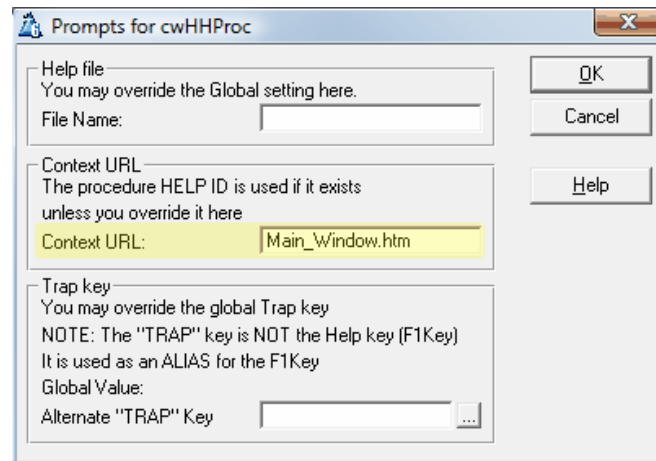 Prompts for cwHHProc
Help file
You may override the Global setting here.
File Name:
OK
Cancel
Help
Context URL
The procedure HELP ID is used if it exists
unless you override it here
Context URL: Main_Window.htm
Trap key
You may override the global Trap key
NOTE: The "TRAP" key is NOT the Help key (F1Key)
It is used as an ALIAS for the F1Key
Global Value:
Alternate "TRAP" Key ...